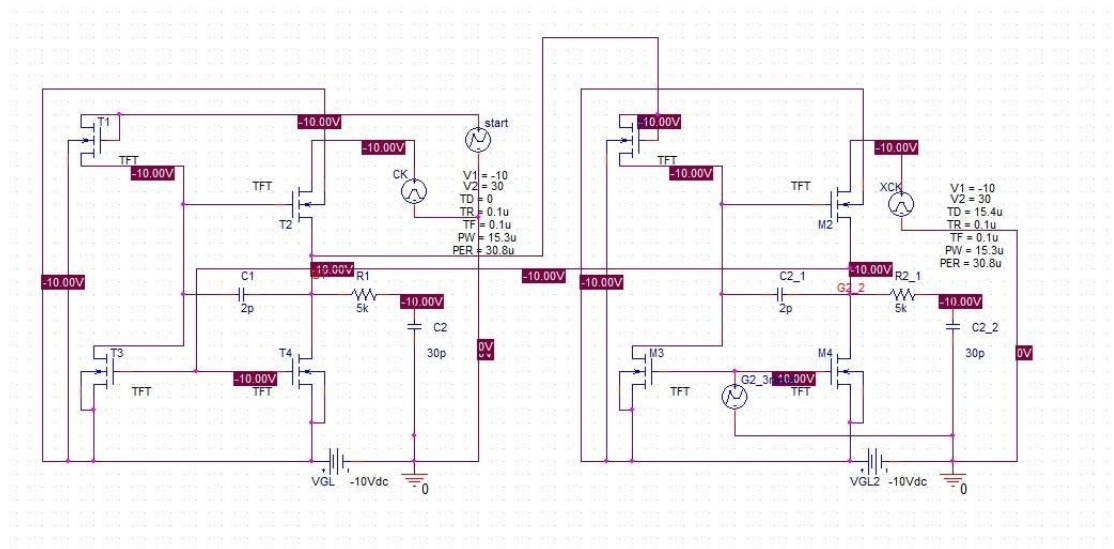 T1
-10.00V
start
-10.00V
TFT
-10.00V
CK
V1 = -10
V2 = 30
TD = 0
TR = 0.1u
TF = 0.1u
PW = 15.3u
PER = 30.8u
TFT
T2
-10.00V
-10.00V
C1
2p
R1
5k
-10.00V
C2
30p
0V
T3
TFT
-10.00V
T4
TFT
VGL
-10Vdc
0
-10.00V
-10.00V
TFT
-10.00V
XCK
V1 = -10
V2 = 30
TD = 15.4u
TR = 0.1u
TF = 0.1u
PW = 15.3u
PER = 30.8u
TFT
M2
-10.00V
-10.00V
C2_1
2p
G2_2
R2_1
5k
-10.00V
C2_2
30p
0V
M3
TFT
-10.00V
M4
TFT
VGL2
-10Vdc
0